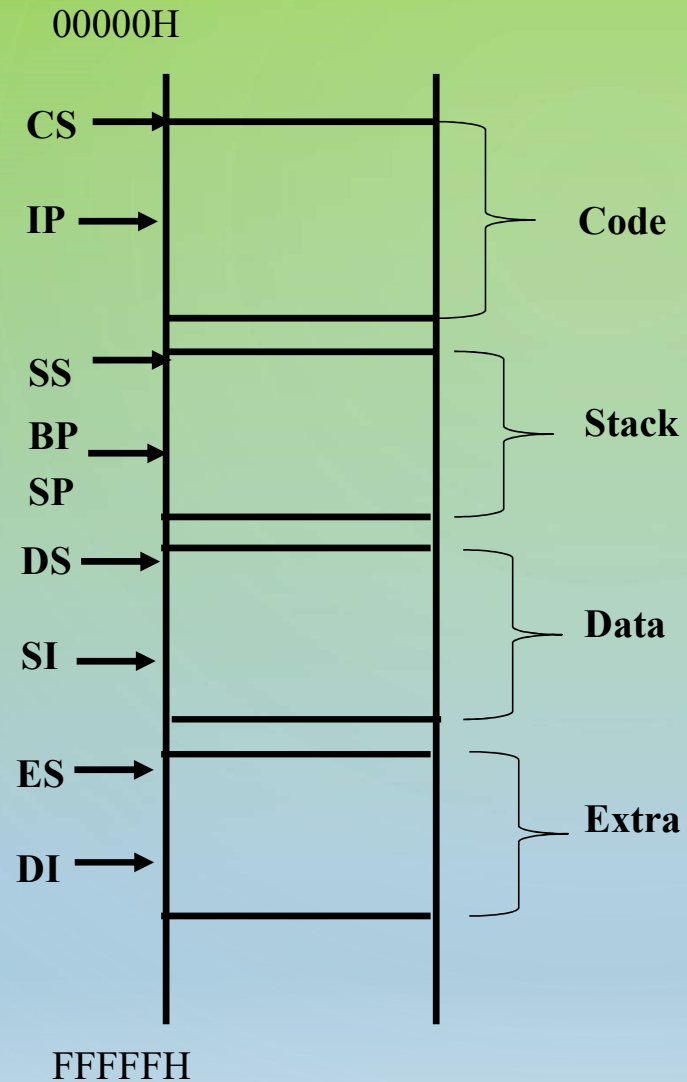 00000H
CS
IP
Code
SS
BP
Stack
SP
DS
Data
SI
ES
Extra
DI
FFFFFH